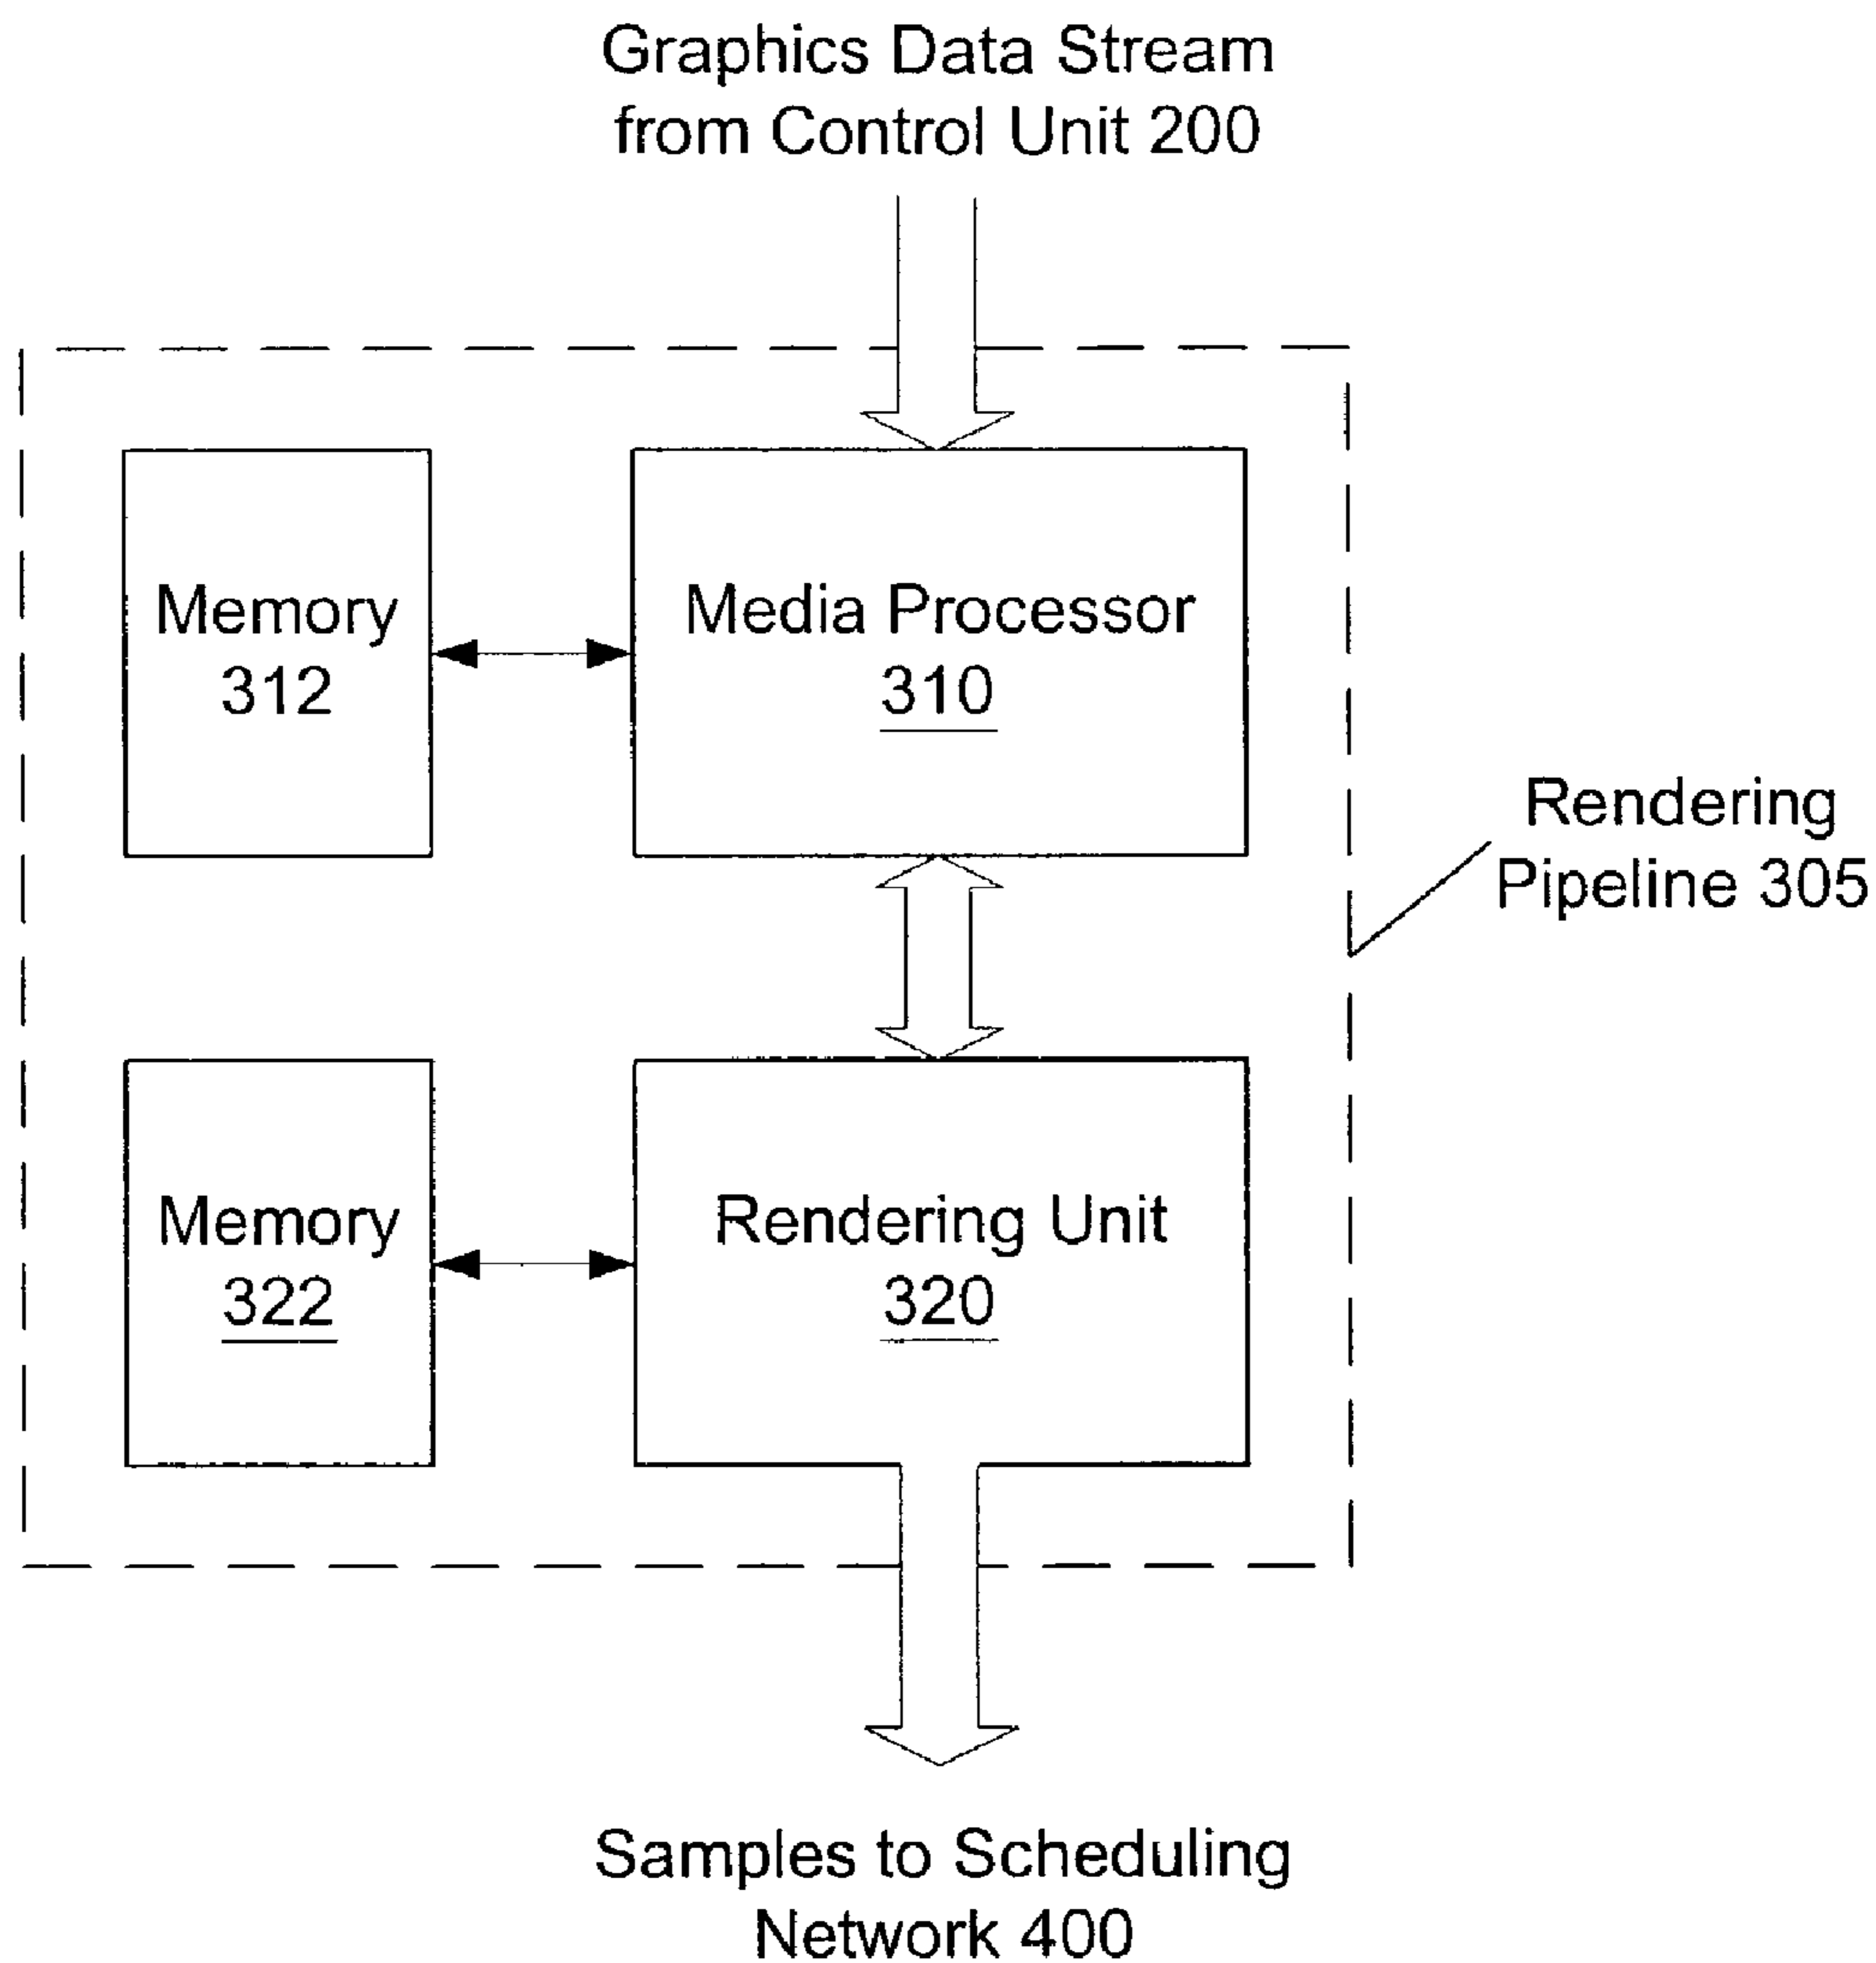 Graphics Data Stream
from Control Unit 200
Memory
312
Media Processor
310
Rendering
Pipeline 305
Memory
322
Rendering Unit
320
Samples to Scheduling
Network 400